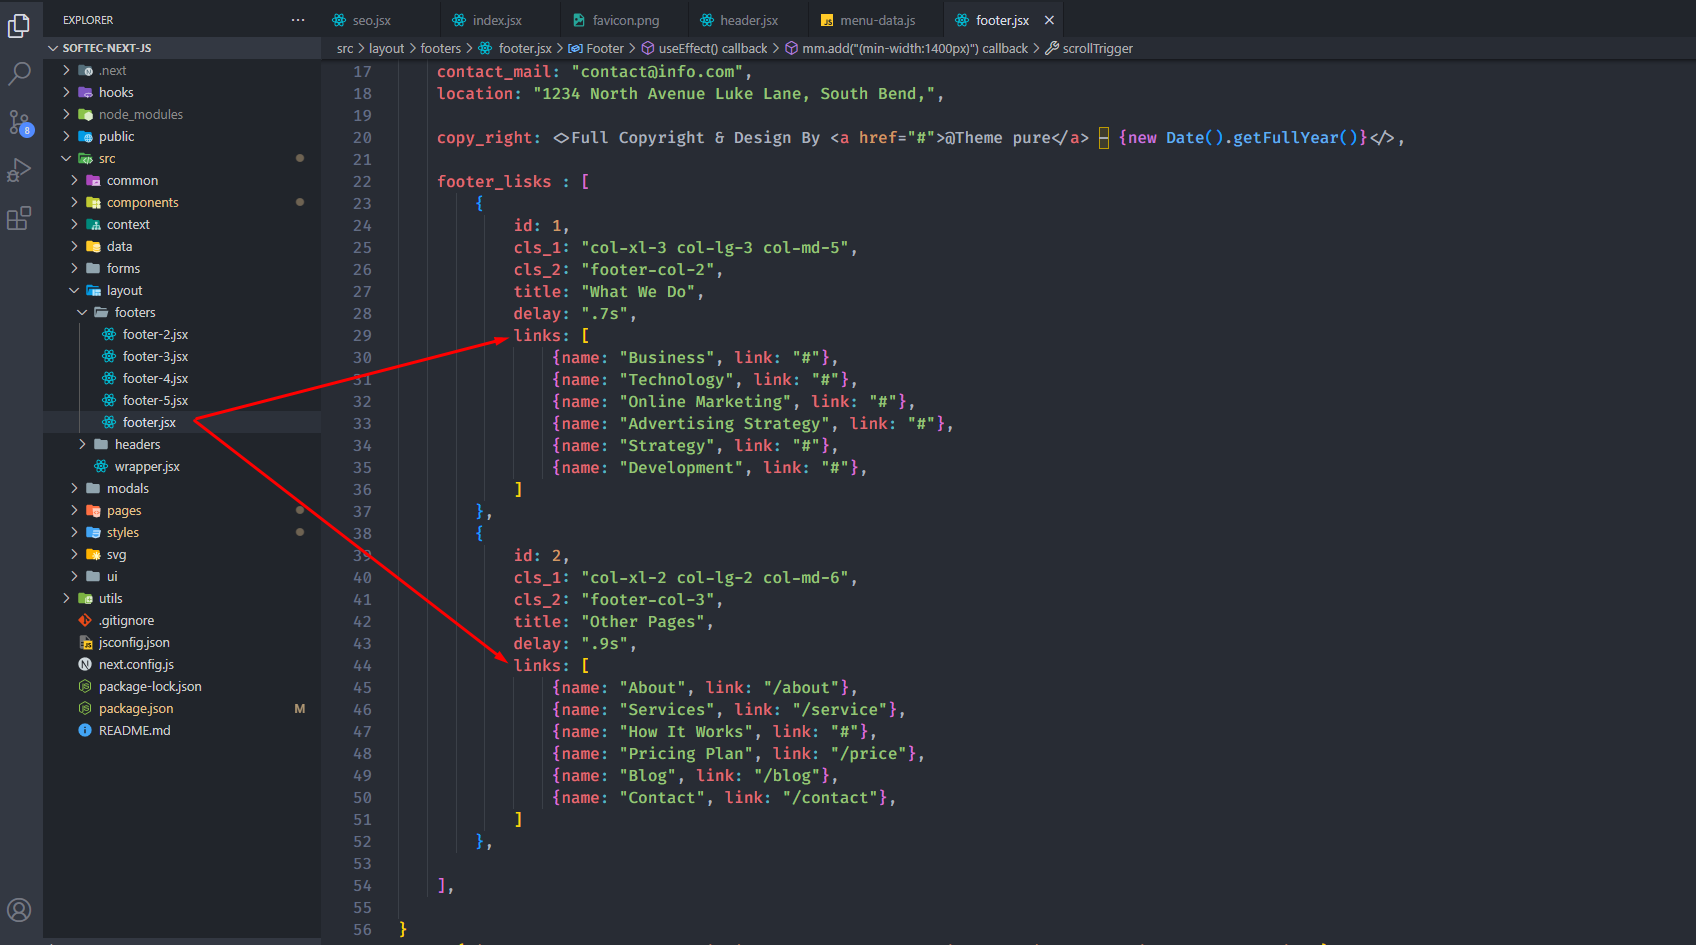 EXPLORER
···
seo.jsx
index.jsx
favicon.png
header.jsx
menu-data.js
footer.jsx
SOFTEC-NEXT-JS
src > layout > footers > footer.jsx > Footer > useEffect() callback > mm.add("(min-width:1400px)") callback > scrollTrigger
.next
hooks
node_modules
public
src
common
components
context
data
forms
layout
footers
footer-2.jsx
footer-3.jsx
footer-4.jsx
footer-5.jsx
footer.jsx
headers
wrapper.jsx
modals
pages
styles
svg
ui
utils
.gitignore
jsconfig.json
next.config.js
package-lock.json
package.json M
README.md
8
17 contact_mail: "contact@info.com",
18 location: "1234 North Avenue Luke Lane, South Bend,",
19
20 copy_right: <>Full Copyright & Design By <a href="#">@Theme pure</a> – {new Date().getFullYear()}</>,
21
22 footer_lisks : [
23 {
24 id: 1,
25 cls_1: "col-xl-3 col-lg-3 col-md-5",
26 cls_2: "footer-col-2",
27 title: "What We Do",
28 delay: ".7s",
29 links: [
30 {name: "Business", link: "#"},
31 {name: "Technology", link: "#"},
32 {name: "Online Marketing", link: "#"},
33 {name: "Advertising Strategy", link: "#"},
34 {name: "Strategy", link: "#"},
35 {name: "Development", link: "#"},
36 ]
37 },
38 {
39 id: 2,
40 cls_1: "col-xl-2 col-lg-2 col-md-6",
41 cls_2: "footer-col-3",
42 title: "Other Pages",
43 delay: ".9s",
44 links: [
45 {name: "About", link: "/about"},
46 {name: "Services", link: "/service"},
47 {name: "How It Works", link: "#"},
48 {name: "Pricing Plan", link: "/price"},
49 {name: "Blog", link: "/blog"},
50 {name: "Contact", link: "/contact"},
51 ]
52 },
53
54 ],
55
56 }